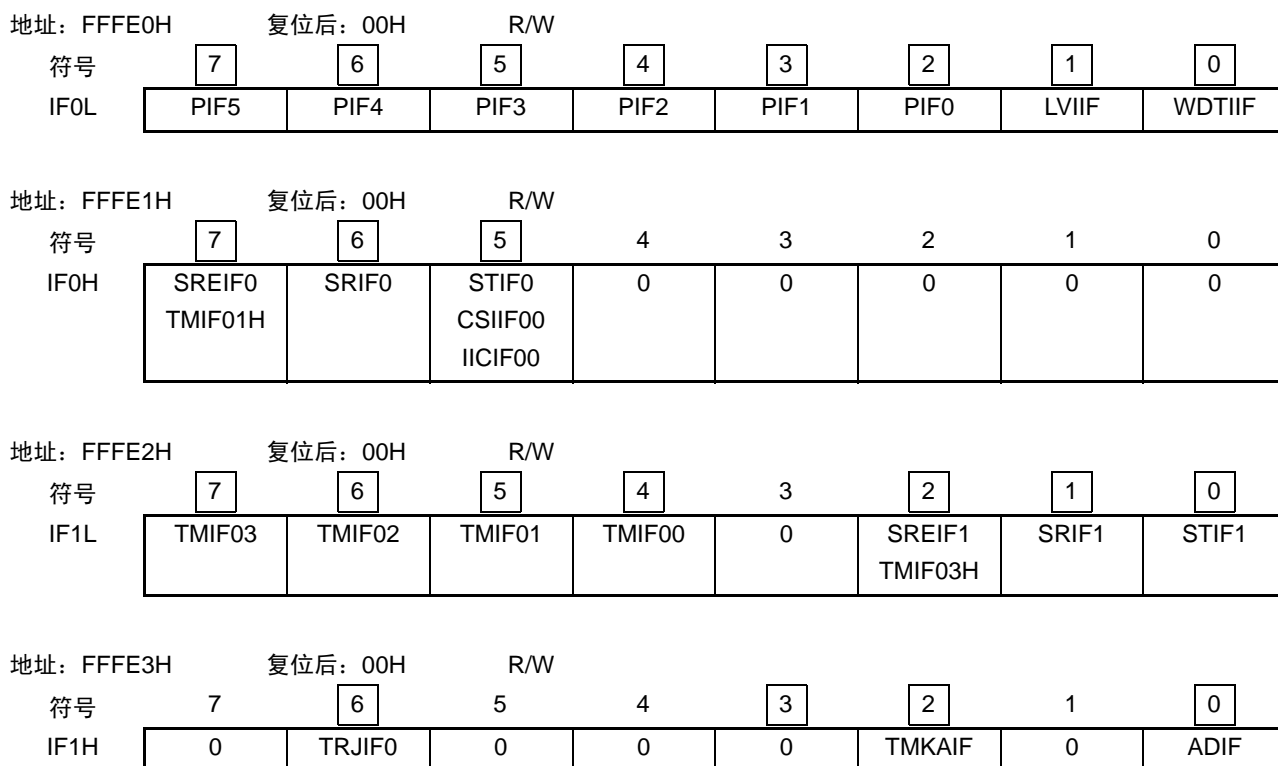 地址：FFFE0H 复位后：00H R/W
符号 7 6 5 4 3 2 1 0
IF0L PIF5 PIF4 PIF3 PIF2 PIF1 PIF0 LVIIF WDTIIF
地址：FFFE1H 复位后：00H R/W
符号 7 6 5 4 3 2 1 0
IF0H SREIF0 SRIF0 STIF0 0 0 0 0 0
TMIF01H CSIIF00
IICIF00
地址：FFFE2H 复位后：00H R/W
符号 7 6 5 4 3 2 1 0
IF1L TMIF03 TMIF02 TMIF01 TMIF00 0 SREIF1 SRIF1 STIF1
TMIF03H
地址：FFFE3H 复位后：00H R/W
符号 7 6 5 4 3 2 1 0
IF1H 0 TRJIF0 0 0 0 TMKAIF 0 ADIF